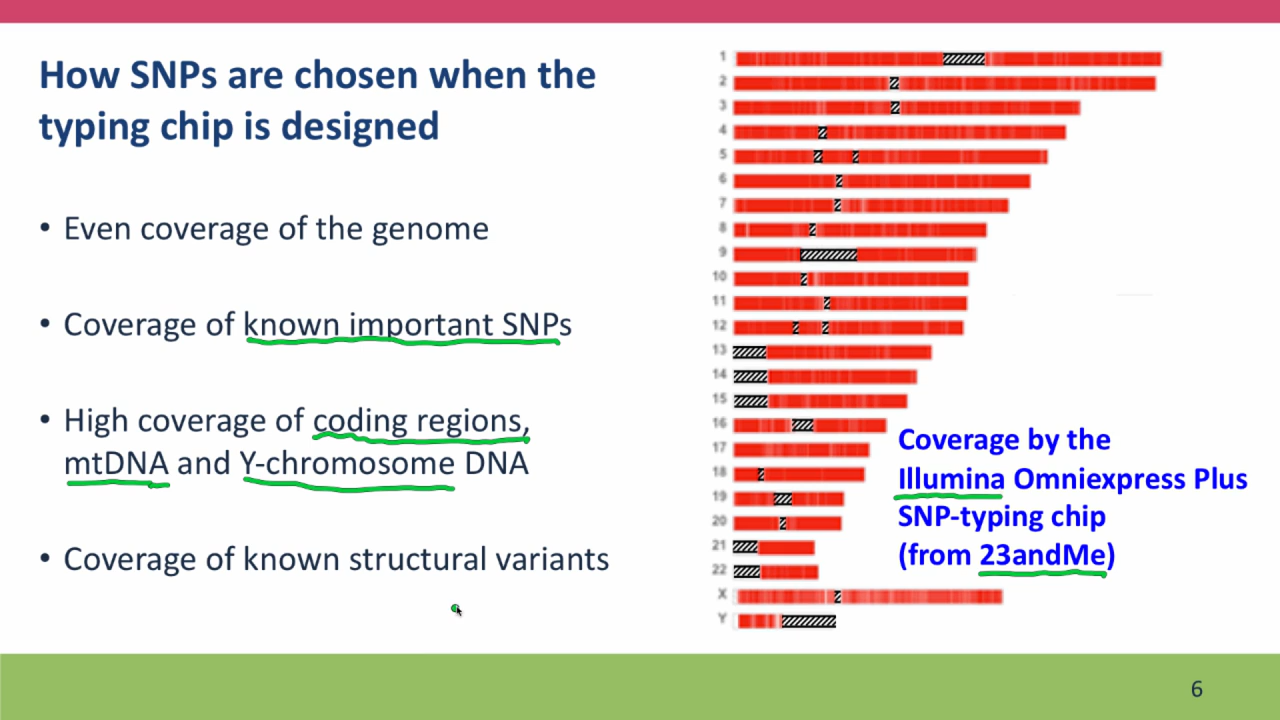 How SNPs are chosen when the
typing chip is designed
• Even coverage of the genome
• Coverage of known important SNPs
• High coverage of coding regions,
mtDNA and Y-chromosome DNA
• Coverage of known structural variants
1
2
3
4
5
6
7
8
9
10
11
12
13
14
15
16
17
18
19
20
21
22
X
Y
Coverage by the
Illumina Omniexpress Plus
SNP-typing chip
(from 23andMe)
6